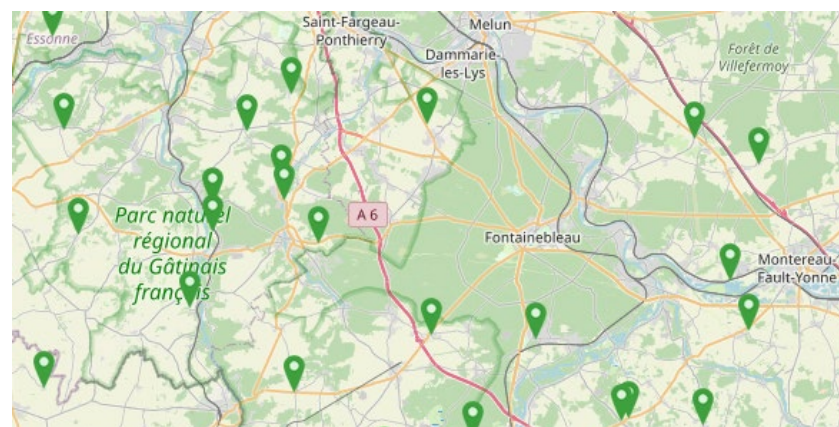 Saint-Fargeau-
Ponthierry
Melun
Essonne
Dammarie-
les-Lys
Forêt de
Villefermoy
A 6
Parc naturel
régional
du Gâtinais
français
Fontainebleau
Montereau-
Fault-Yonne